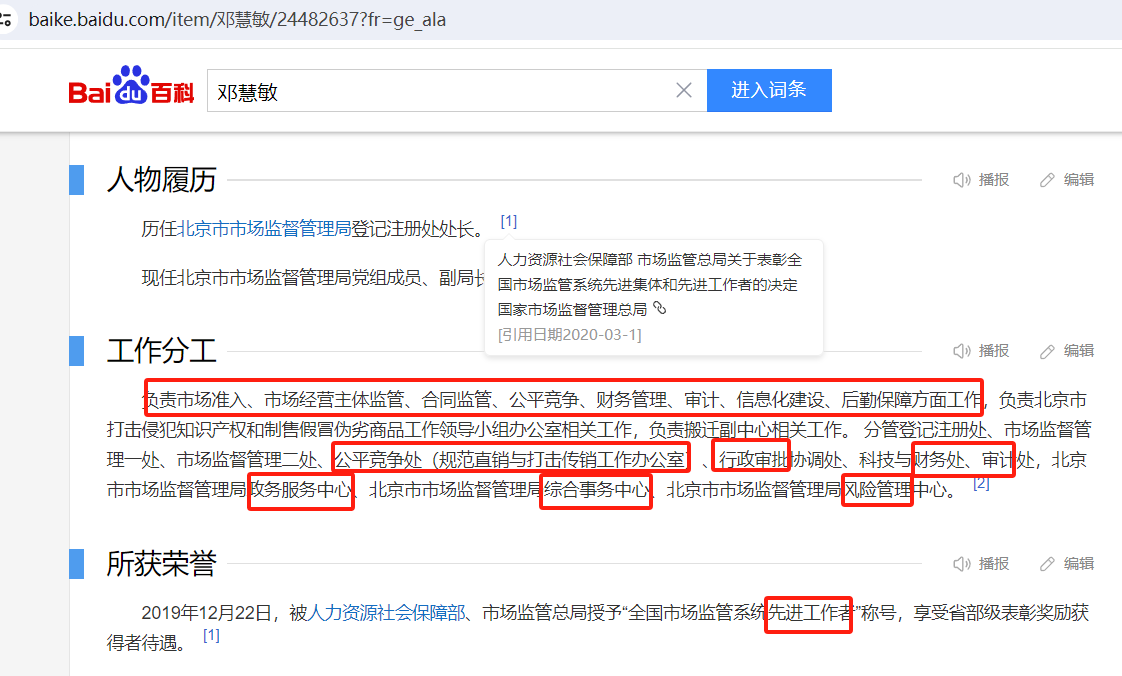 baike.baidu.com/item/邓慧敏/24482637?fr=ge_ala
Bai du 百科
邓慧敏
进入词条
人物履历
播报 编辑
历任北京市市场监督管理局登记注册处处长。 [1]
人力资源社会保障部 市场监管总局关于表彰全
国市场监管系统先进集体和先进工作者的决定
国家市场监督管理总局
[引用日期2020-03-1]
现任北京市市场监督管理局党组成员、副局长
工作分工
播报 编辑
负责市场准入、市场经营主体监管、合同监管、公平竞争、财务管理、审计、信息化建设、后勤保障方面工作，负责北京市
打击侵犯知识产权和制售假冒伪劣商品工作领导小组办公室相关工作，负责搬迁副中心相关工作。 分管登记注册处、市场监督管
理一处、市场监督管理二处、公平竞争处（规范直销与打击传销工作办公室）、行政审批协调处、科技与财务处、审计处，北京
市市场监督管理局政务服务中心、北京市市场监督管理局综合事务中心、北京市市场监督管理局风险管理中心。 [2]
所获荣誉
播报 编辑
2019年12月22日，被人力资源社会保障部、市场监管总局授予“全国市场监管系统先进工作者”称号，享受省部级表彰奖励获
得者待遇。 [1]